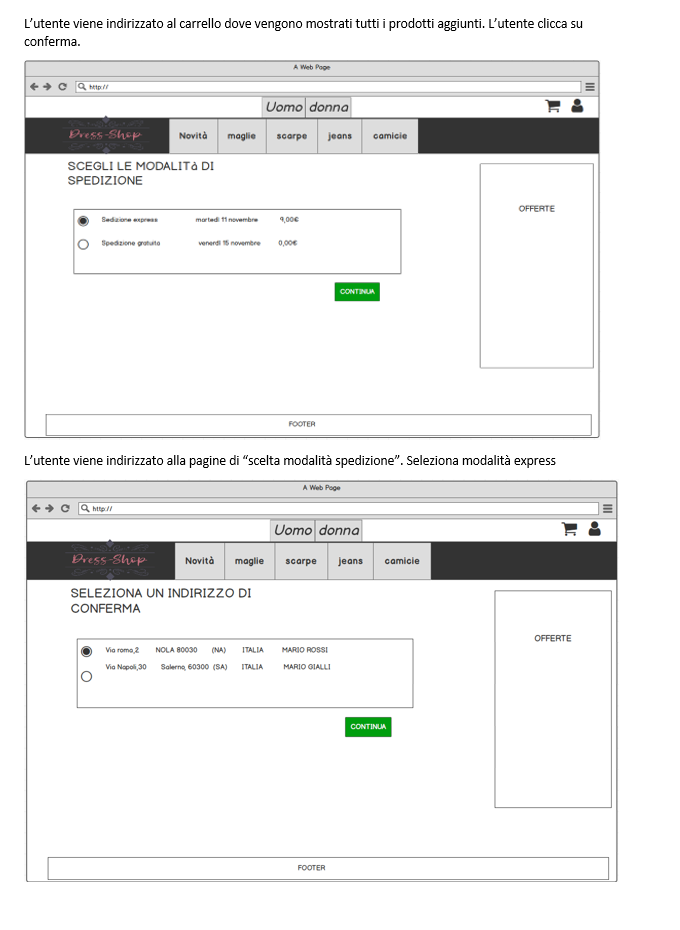 L’utente viene indirizzato al carrello dove vengono mostrati tutti i prodotti aggiunti. L’utente clicca su
conferma.
A Web Page
http://
Uomo donna
Dress-Shop Novità maglie scarpe jeans camicie
SCEGLI LE MODALITà DI
SPEDIZIONE
OFFERTE
Sedizione express martedì 11 novembre 9,00€
Spedizione gratuita venerdì 15 novembre 0,00€
CONTINUA
FOOTER
L’utente viene indirizzato alla pagine di “scelta modalità spedizione”. Seleziona modalità express
A Web Page
http://
Uomo donna
Dress-Shop Novità maglie scarpe jeans camicie
SELEZIONA UN INDIRIZZO DI
CONFERMA
OFFERTE
Via roma,2 NOLA 80030 (NA) ITALIA MARIO ROSSI
Via Napoli,30 Salerno, 60300 (SA) ITALIA MARIO GIALLI
CONTINUA
FOOTER